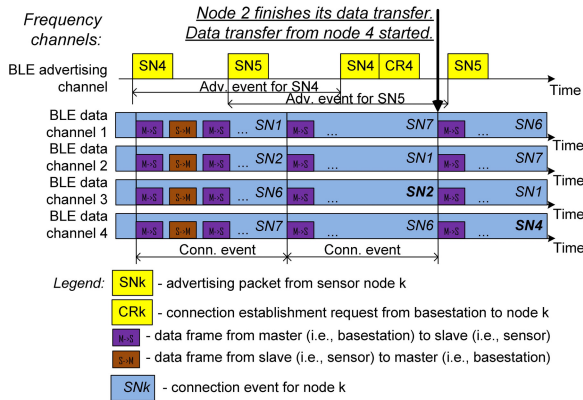 Frequency
channels:
Node 2 finishes its data transfer.
Data transfer from node 4 started.
BLE advertising
channel
SN4 SN5 SN4 CR4 SN5
Time
Adv. event for SN4
Adv. event for SN5
BLE data
channel 1
M->S S->M M->S ... SN1 M->S ... SN7 M->S ... SN6
Time
BLE data
channel 2
M->S S->M M->S ... SN2 M->S ... SN1 M->S ... SN7
Time
BLE data
channel 3
M->S S->M M->S ... SN6 M->S ... SN2 M->S ... SN1
Time
BLE data
channel 4
M->S S->M M->S ... SN7 M->S ... SN6 M->S ... SN4
Time
Conn. event Conn. event
Legend:
SNk - advertising packet from sensor node k
CRk - connection establishment request from basestation to node k
M->S - data frame from master (i.e., basestation) to slave (i.e., sensor)
S->M - data frame from slave (i.e., sensor) to master (i.e., basestation)
SNk - connection event for node k